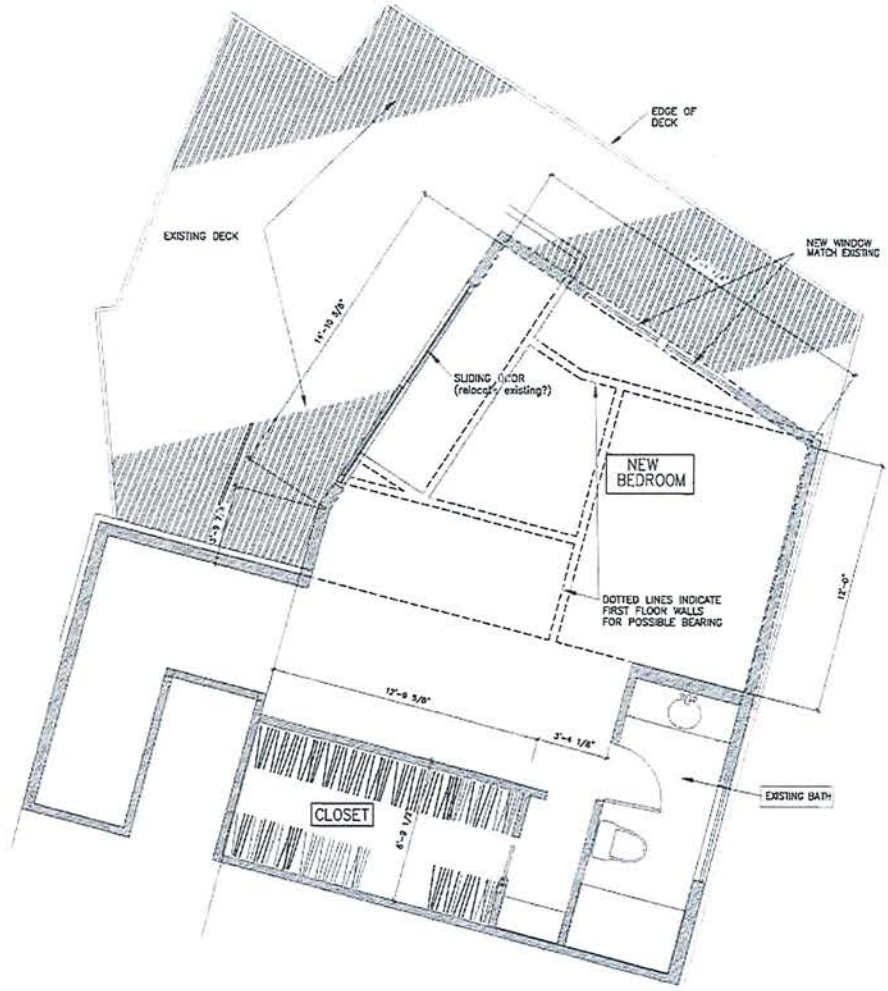 EDGE OF
DECK
EXISTING DECK
NEW WINDOW
MATCH EXISTING
14'-10 5/8"
SLIDING DOOR
(relocate existing?)
NEW
BEDROOM
DOTTED LINES INDICATE
FIRST FLOOR WALLS
FOR POSSIBLE BEARING
12'-0"
12'-9 5/8"
3'-4 1/8"
CLOSET
6'-9 1/2"
EXISTING BATH